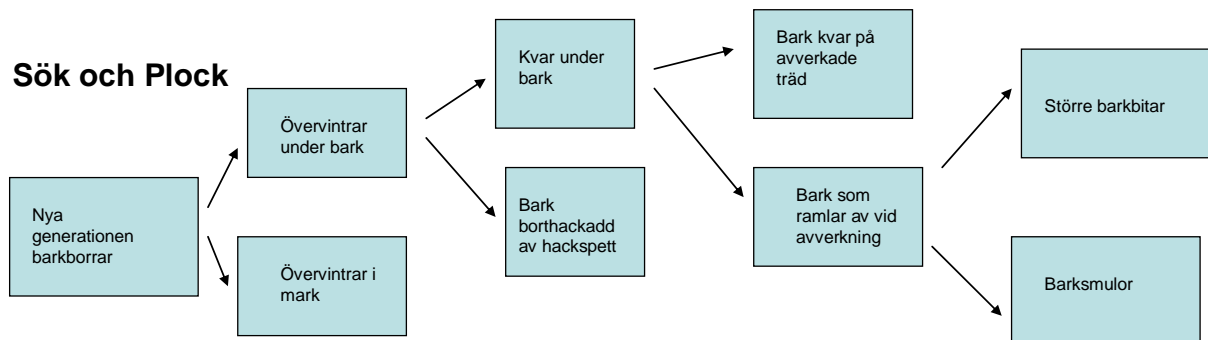 Sök och Plock
Nya
generationen
barkborrar
Övervintrar
under bark
Övervintrar i
mark
Kvar under
bark
Bark
borthackadd
av hackspett
Bark kvar på
avverkade
träd
Bark som
ramlar av vid
avverkning
Större barkbitar
Barksmulor